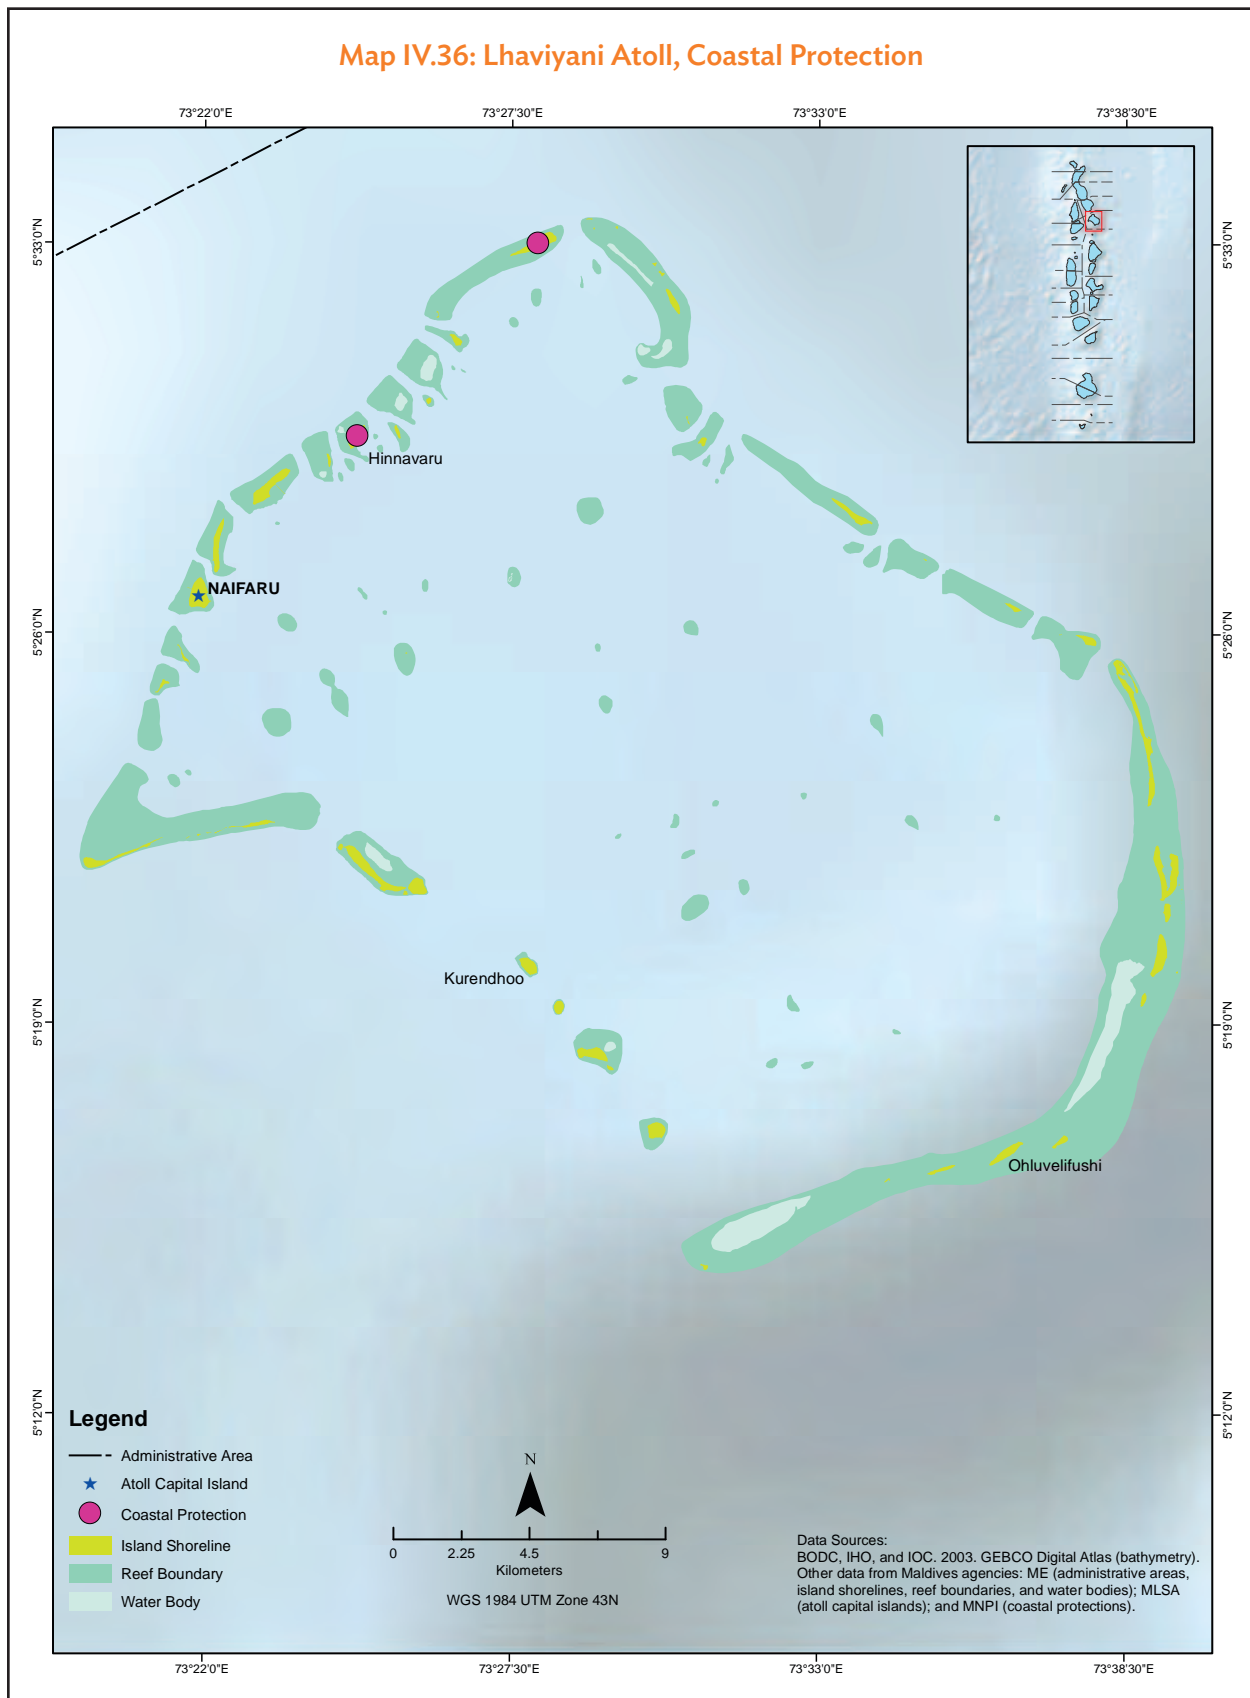 Map IV.36: Lhaviyani Atoll, Coastal Protection
73°22'0"E
73°27'30"E
73°33'0"E
73°38'30"E
5°33'0"N
5°33'0"N
Hinnavaru
NAIFARU
5°26'0"N
5°26'0"N
Kurendhoo
5°19'0"N
5°19'0"N
Ohluvelifushi
5°12'0"N
5°12'0"N
Legend
Administrative Area
Atoll Capital Island
Coastal Protection
Island Shoreline
Reef Boundary
Water Body
N
0 2.25 4.5 9
Kilometers
WGS 1984 UTM Zone 43N
Data Sources:
BODC, IHO, and IOC. 2003. GEBCO Digital Atlas (bathymetry).
Other data from Maldives agencies: ME (administrative areas,
island shorelines, reef boundaries, and water bodies); MLSA
(atoll capital islands); and MNPI (coastal protections).
73°22'0"E
73°27'30"E
73°33'0"E
73°38'30"E